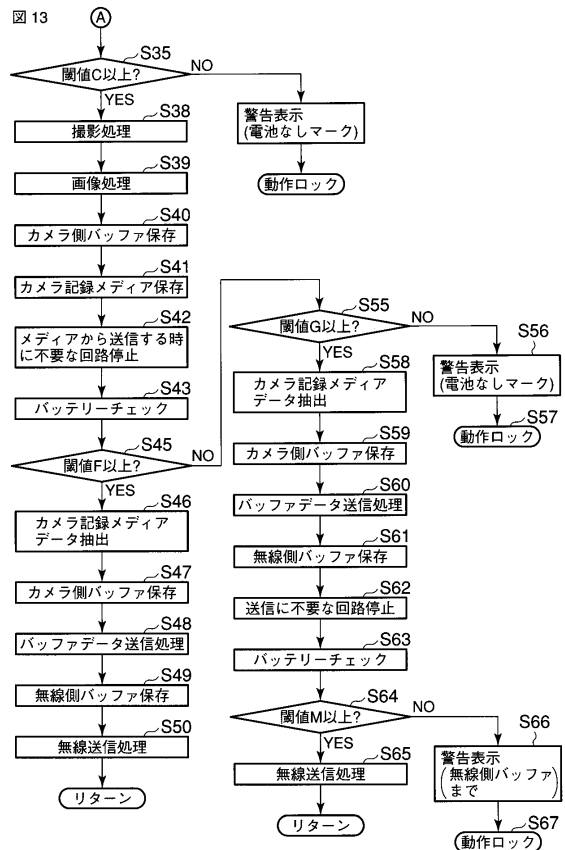 図 13
A
S35
閾値C以上?
NO
YES
警告表示
(電池なしマーク)
動作ロック
S38
撮影処理
S39
画像処理
S40
カメラ側バッファ保存
S41
カメラ記録メディア保存
S42
メディアから送信する時
に不要な回路停止
S43
バッテリーチェック
S45
閾値F以上?
NO
YES
S46
カメラ記録メディア
データ抽出
S47
カメラ側バッファ保存
S48
バッファデータ送信処理
S49
無線側バッファ保存
S50
無線送信処理
リターン
S55
閾値G以上?
NO
YES
S56
警告表示
(電池なしマーク)
S57
動作ロック
S58
カメラ記録メディア
データ抽出
S59
カメラ側バッファ保存
S60
バッファデータ送信処理
S61
無線側バッファ保存
S62
送信に不要な回路停止
S63
バッテリーチェック
S64
閾値M以上?
NO
YES
S65
無線送信処理
リターン
S66
警告表示
(無線側バッファ
まで)
S67
動作ロック